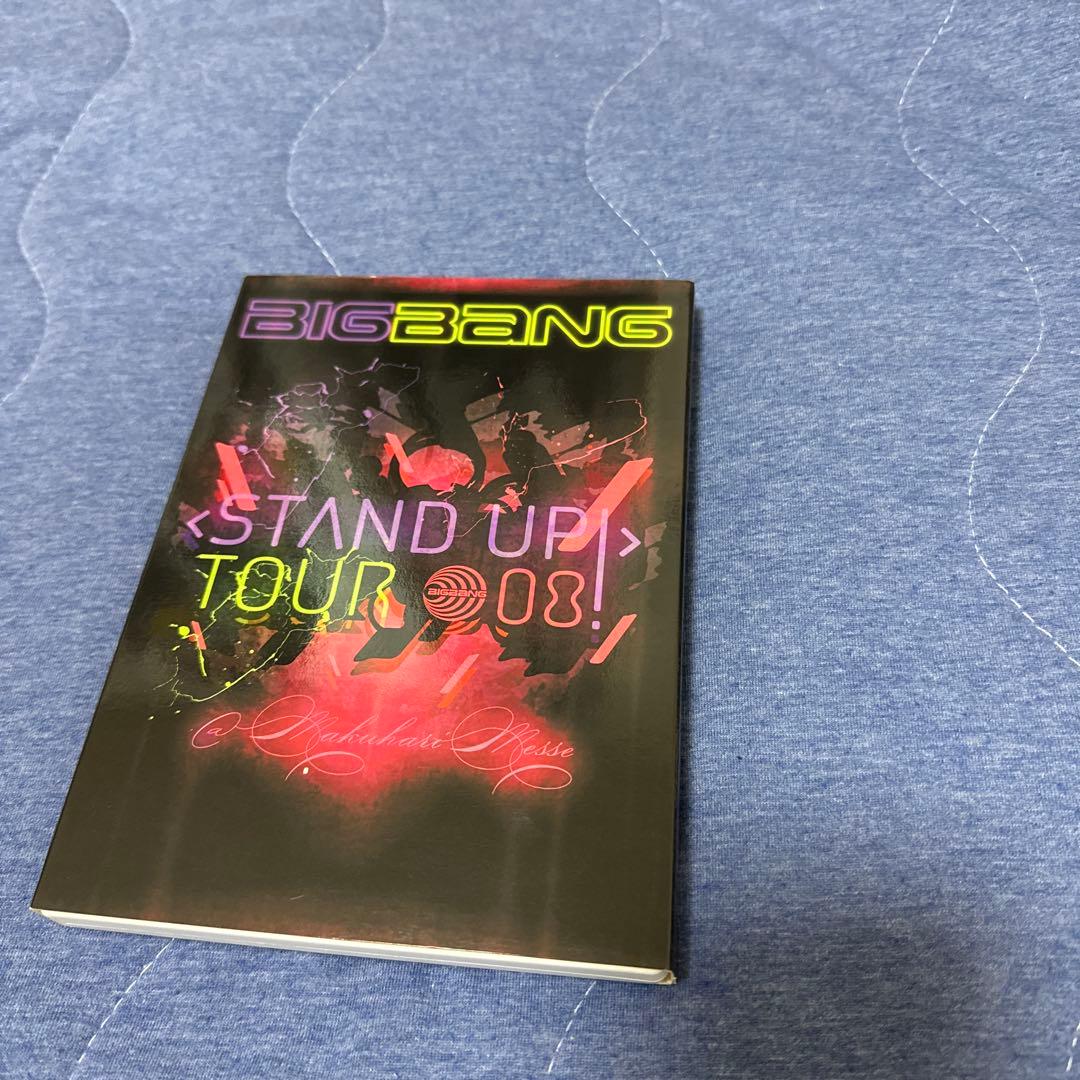 BIGBANG
<STAND UP!>
TOUR BIGBANG 08
@ Makuhari Messe